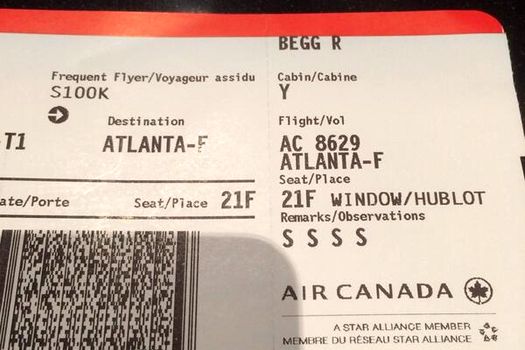 BEGG R
Frequent Flyer/Voyageur assidu
S100K
Cabin/Cabine
Y
Destination
-T1 ATLANTA-F
Flight/Vol
AC 8629
ATLANTA-F
ate/Porte Seat/Place 21F
Seat/Place
21F WINDOW/HUBLOT
Remarks/Observations
S S S S
AIR CANADA
A STAR ALLIANCE MEMBER
MEMBRE DU RÉSEAU STAR ALLIANCE